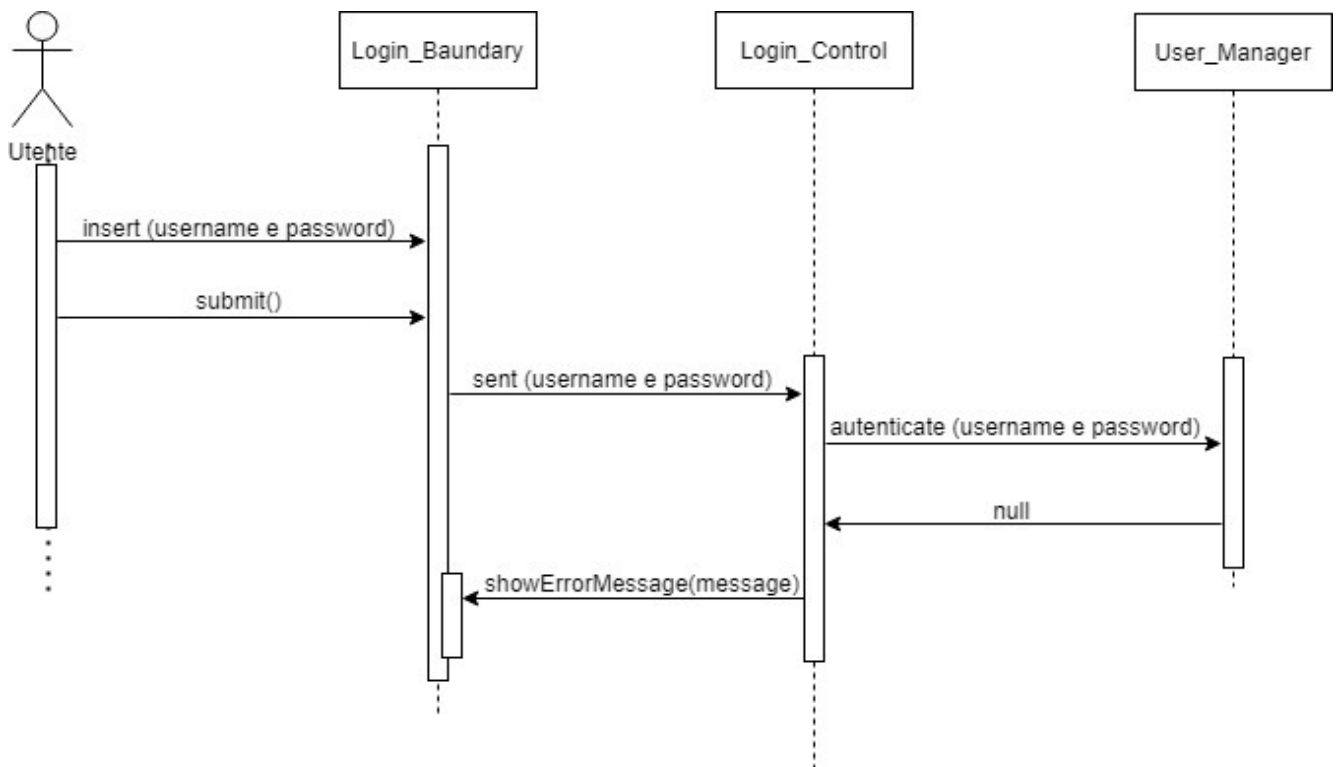 Login_Baundary
Login_Control
User_Manager
Utente
insert (username e password)
submit()
sent (username e password)
autenticate (username e password)
null
showErrorMessage(message)